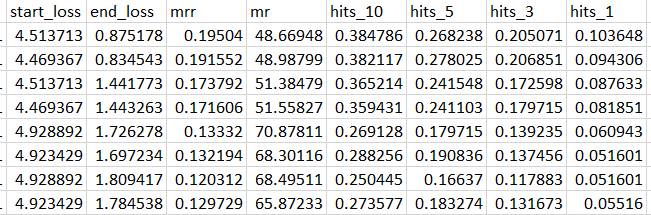 start_loss end_loss mrr mr hits_10 hits_5 hits_3 hits_1
4.513713 0.875178 0.19504 48.66948 0.384786 0.268238 0.205071 0.103648
4.469367 0.834543 0.191552 48.98799 0.382117 0.278025 0.206851 0.094306
4.513713 1.441773 0.173792 51.38479 0.365214 0.241548 0.172598 0.087633
4.469367 1.443263 0.171606 51.55827 0.359431 0.241103 0.179715 0.081851
4.928892 1.726278 0.13332 70.87811 0.269128 0.179715 0.139235 0.060943
4.923429 1.697234 0.132194 68.30116 0.288256 0.190836 0.137456 0.051601
4.928892 1.809417 0.120312 68.49511 0.250445 0.16637 0.117883 0.051601
4.923429 1.784538 0.129729 65.87233 0.273577 0.183274 0.131673 0.05516